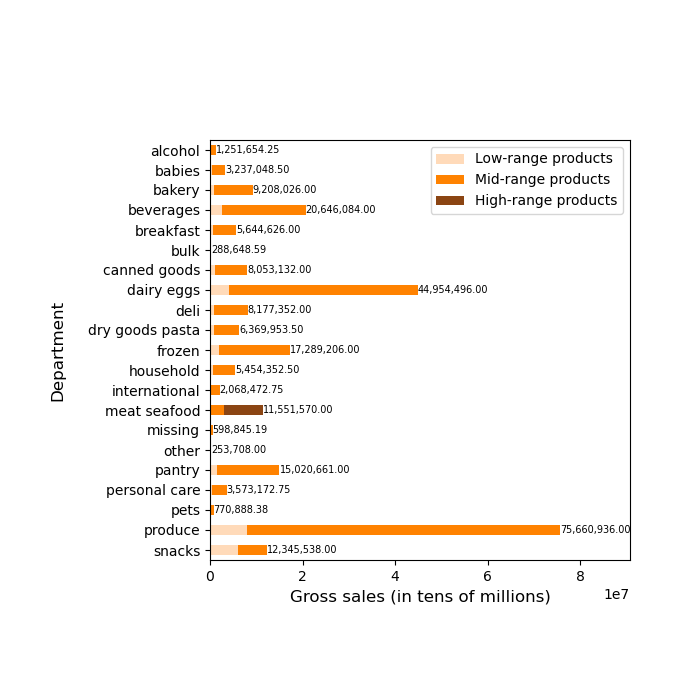 Low-range products
Mid-range products
High-range products
Department
alcohol 1,251,654.25
babies 3,237,048.50
bakery 9,208,026.00
beverages 20,646,084.00
breakfast 5,644,626.00
bulk 288,648.59
canned goods 8,053,132.00
dairy eggs 44,954,496.00
deli 8,177,352.00
dry goods pasta 6,369,953.50
frozen 17,289,206.00
household 5,454,352.50
international 2,068,472.75
meat seafood 11,551,570.00
missing 598,845.19
other 253,708.00
pantry 15,020,661.00
personal care 3,573,172.75
pets 770,888.38
produce 75,660,936.00
snacks 12,345,538.00
0 2 4 6 8
1e7
Gross sales (in tens of millions)